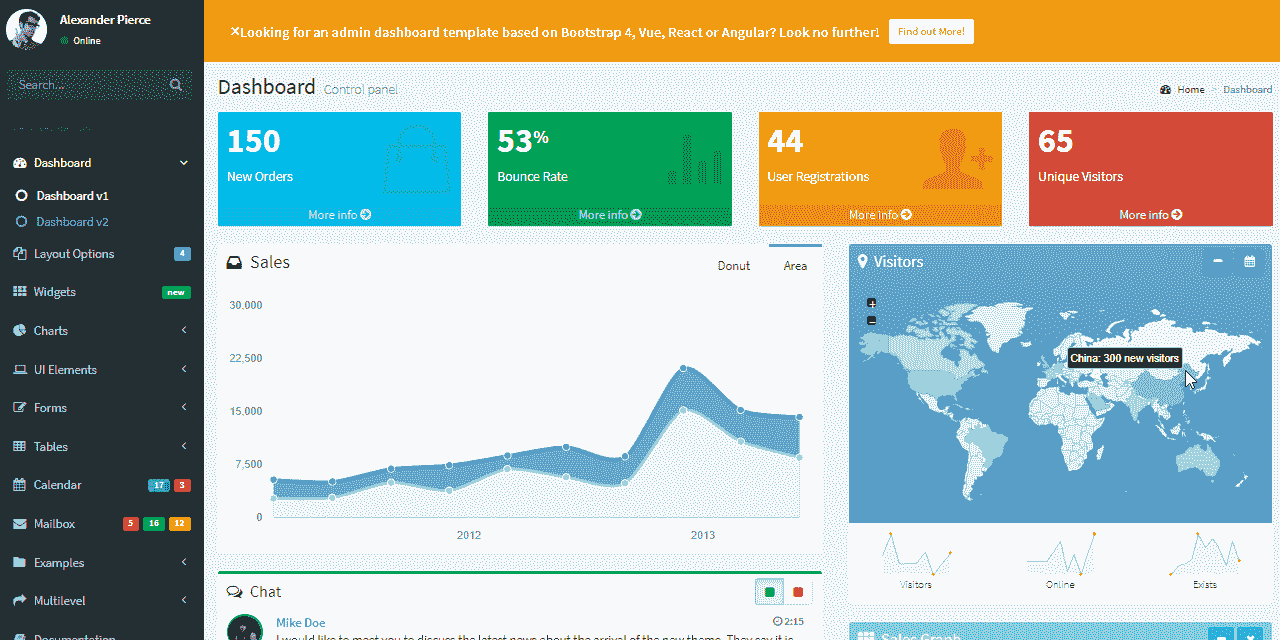 Alexander Pierce
Online
Search...
Dashboard
Dashboard v1
Dashboard v2
Layout Options 4
Widgets new
Charts
UI Elements
Forms
Tables
Calendar 17 3
Mailbox 5 16 12
Examples
Multilevel
Documentation
×Looking for an admin dashboard template based on Bootstrap 4, Vue, React or Angular? Look no further! Find out More!
Dashboard Control panel
Home > Dashboard
150
New Orders
More info
53%
Bounce Rate
More info
44
User Registrations
More info
65
Unique Visitors
More info
Sales
Donut Area
30,000
22,500
15,000
7,500
0
2012 2013
Visitors
+
−
China: 300 new visitors
Visitors Online Exists
Chat
Mike Doe 2:15
I would like to meet you to discuss the latest news about the arrival of the new theme. They say it is
Sales Graph